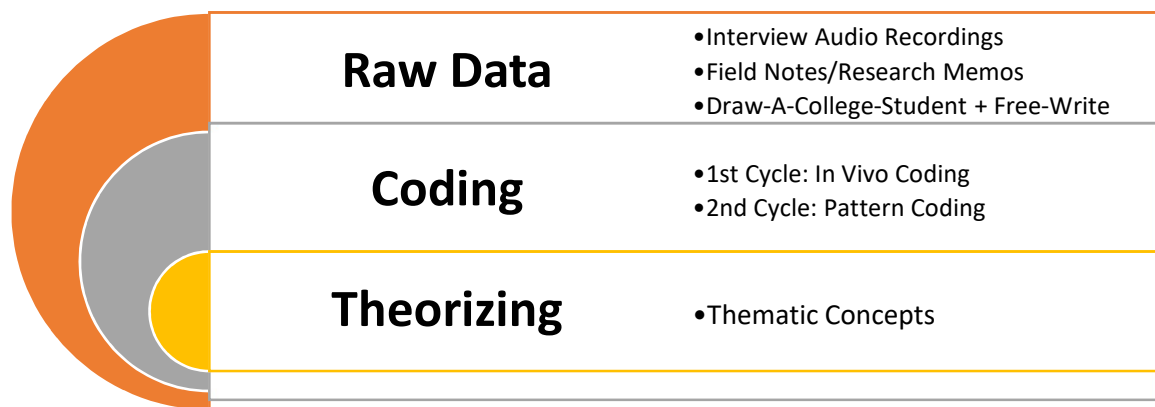 Raw Data
•Interview Audio Recordings
•Field Notes/Research Memos
•Draw-A-College-Student + Free-Write
Coding
•1st Cycle: In Vivo Coding
•2nd Cycle: Pattern Coding
Theorizing
•Thematic Concepts